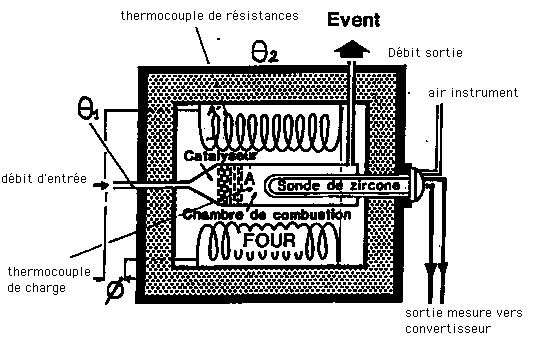 thermocouple de résistances
Event
θ2
Débit sortie
θ1
air instrument
A
Catalyseur
débit d'entrée
A
Sonde de zircone
Chambre de combustion
FOUR
thermocouple
de charge
ϕ
sortie mesure vers
convertisseur